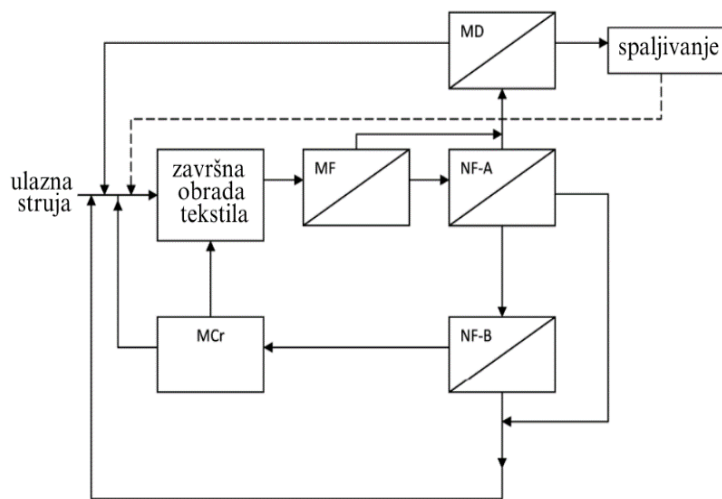 MD
spaljivanje
ulazna
struja
završna
obrada
tekstila
MF
NF-A
MCr
NF-B